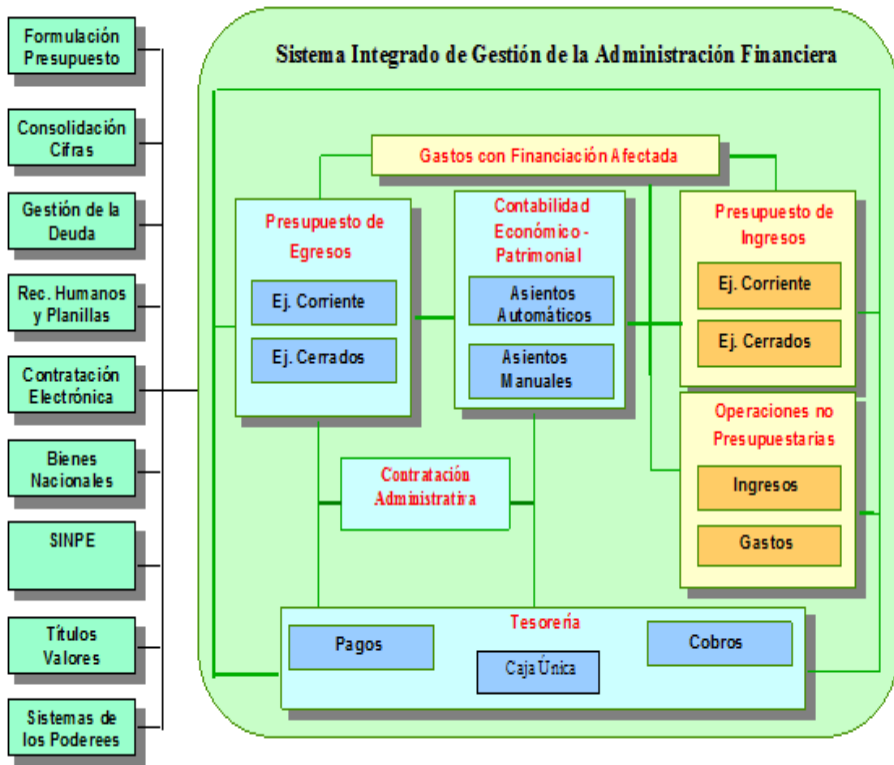 Formulación
Presupuesto
Consolidación
Cifras
Gestión de la
Deuda
Rec. Humanos
y Planillas
Contratación
Electrónica
Bienes
Nacionales
SINPE
Títulos
Valores
Sistemas de
los Poderees
Sistema Integrado de Gestión de la Administración Financiera
Gastos con Financiación Afectada
Presupuesto de
Egresos
Ej. Corriente
Ej. Cerrados
Contabilidad
Económico -
Patrimonial
Asientos
Automáticos
Asientos
Manuales
Presupuesto de
Ingresos
Ej. Corriente
Ej. Cerrados
Operaciones no
Presupuestarias
Ingresos
Gastos
Contratación
Administrativa
Tesorería
Pagos
Caja Única
Cobros